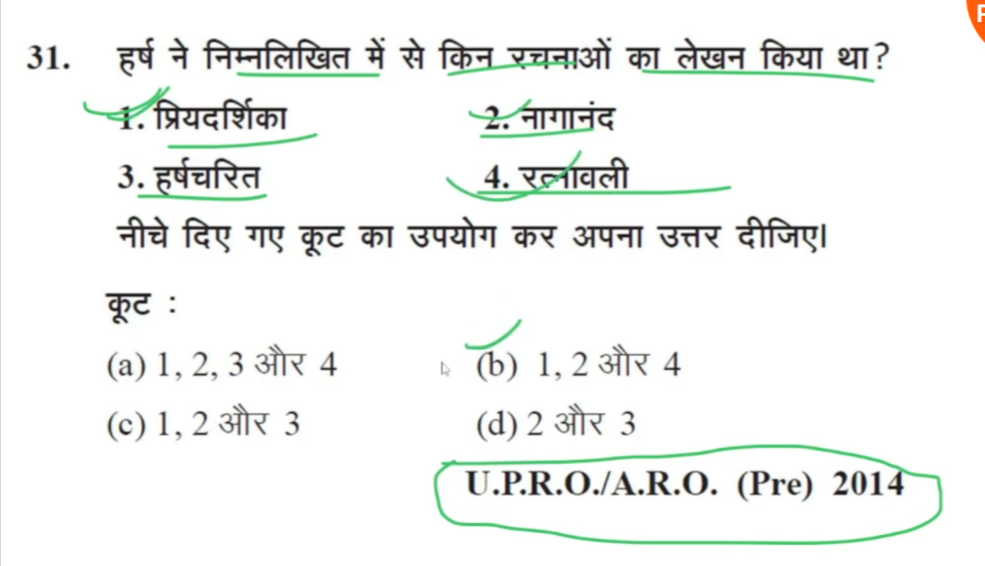 31. हर्ष ने निम्नलिखित में से किन रचनाओं का लेखन किया था?
1. प्रियदर्शिका 2. नागानंद
3. हर्षचरित 4. रत्नावली
नीचे दिए गए कूट का उपयोग कर अपना उत्तर दीजिए।
कूट :
(a) 1, 2, 3 और 4 (b) 1, 2 और 4
(c) 1, 2 और 3 (d) 2 और 3
U.P.R.O./A.R.O. (Pre) 2014